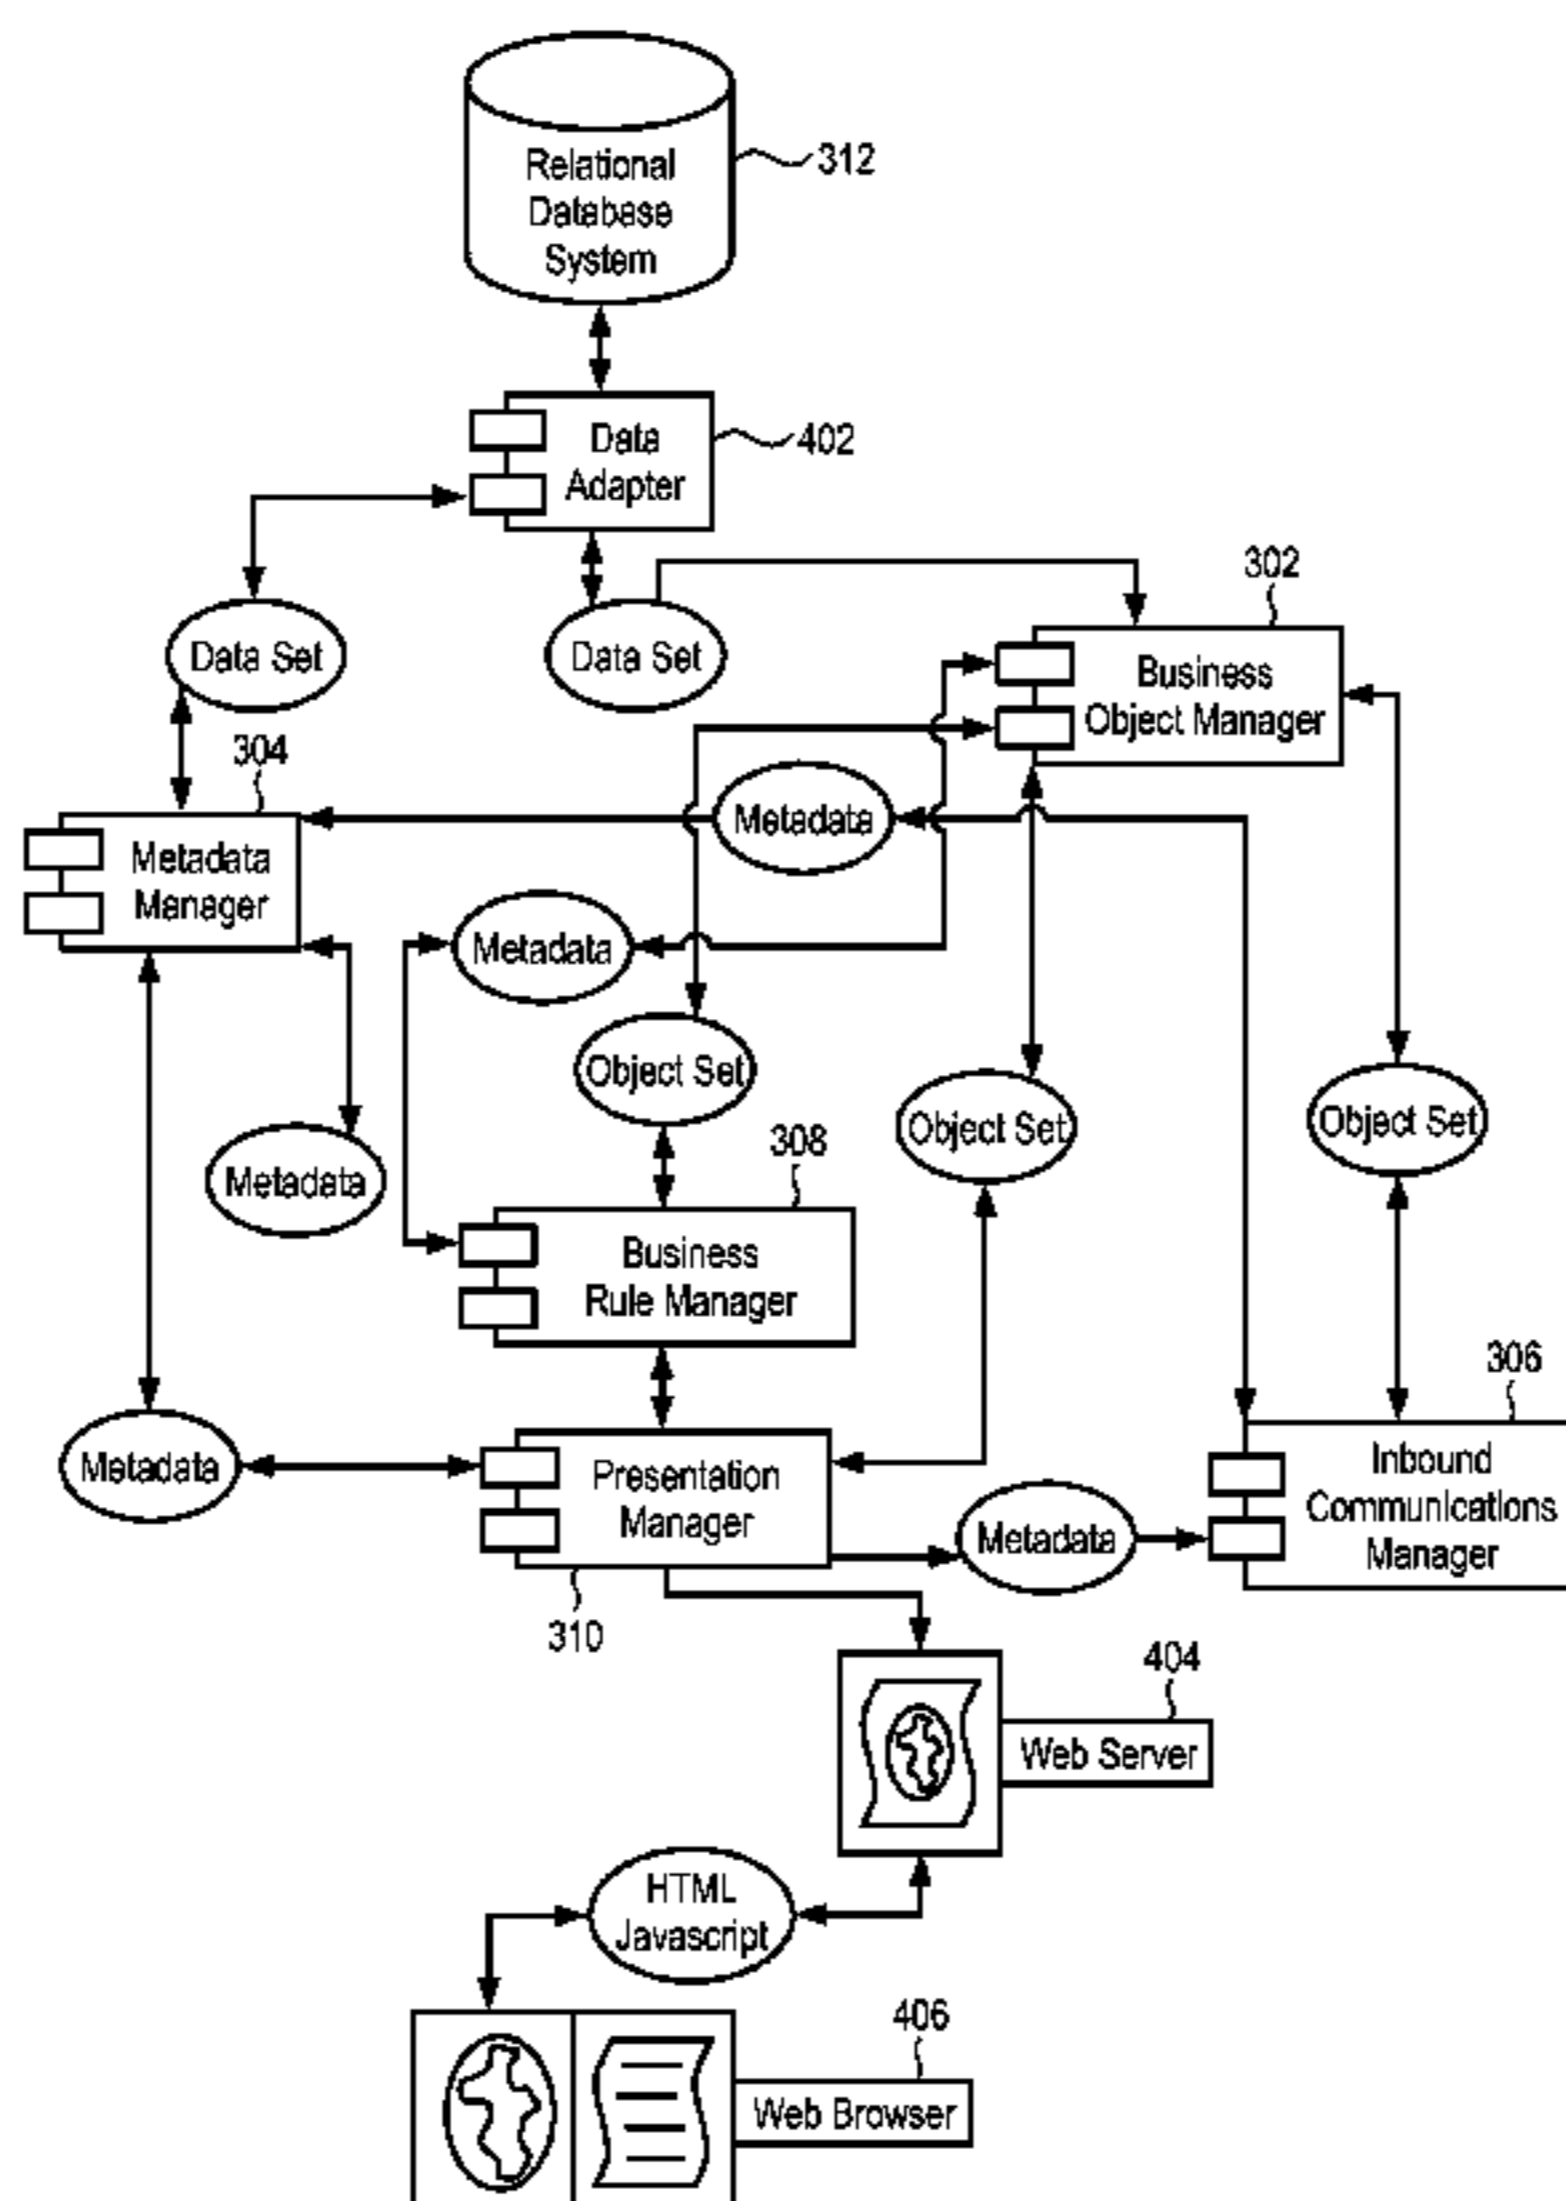 Relational
Database
System
312
Data
Adapter
402
302
Data Set
Data Set
Business
Object Manager
304
Metadata
Metadata
Manager
Metadata
Object Set
Object Set
Object Set
308
Metadata
Business
Rule Manager
306
Metadata
Presentation
Manager
Inbound
Communications
Manager
Metadata
310
404
Web Server
HTML
Javascript
406
Web Browser